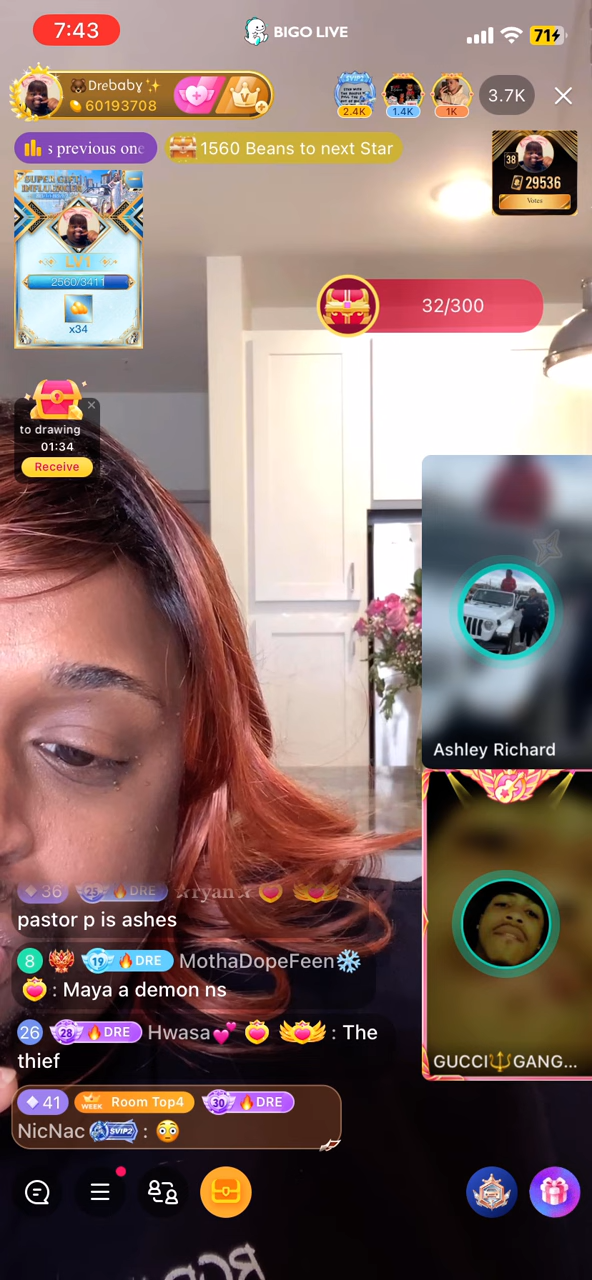 7:43
BIGO LIVE
71
🐻Drebaby✨
60193708
2.4K
1.4K
1K
3.7K
s previous one
1560 Beans to next Star
38
29536
Votes
SUPER GIFT
INFLUENCER
LV1
2560/3411
x34
32/300
to drawing
01:34
Receive
Ashley Richard
36 25 🔥DRE ☆ryan☆
pastor p is ashes
8 19 🔥DRE MothaDopeFeen❄️
: Maya a demon ns
26 28 🔥DRE Hwasa💕 : The
thief
41 WEEK Room Top4 30 🔥DRE
NicNac SVIP2 : 😳
GUCCI🔱GANG...